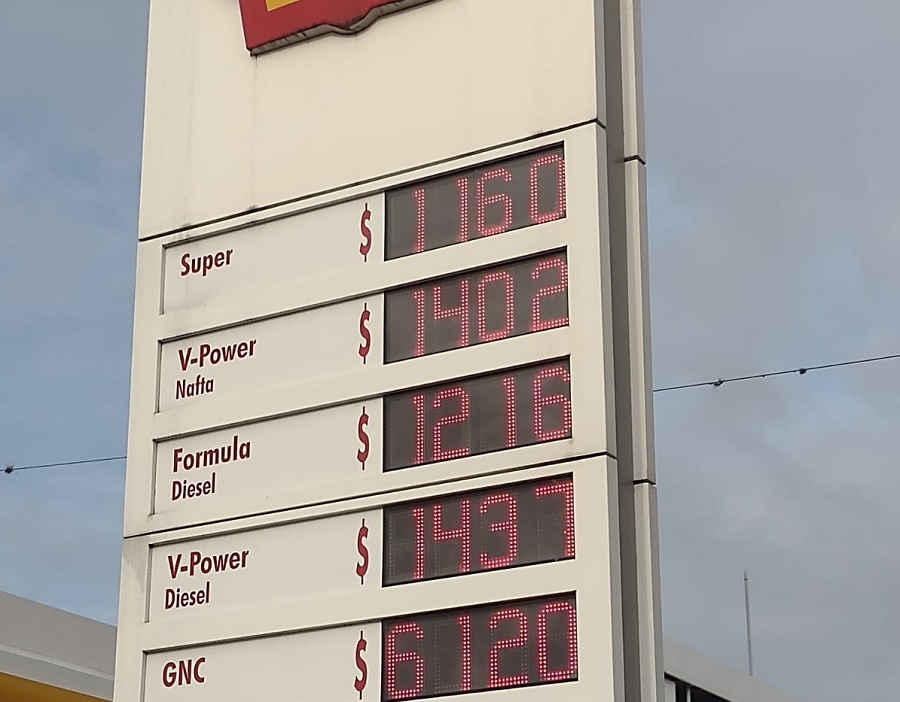 Super $ 1160
V-Power $ 1402
Nafta
Formula $ 1216
Diesel
V-Power $ 1437
Diesel
GNC $ 6120